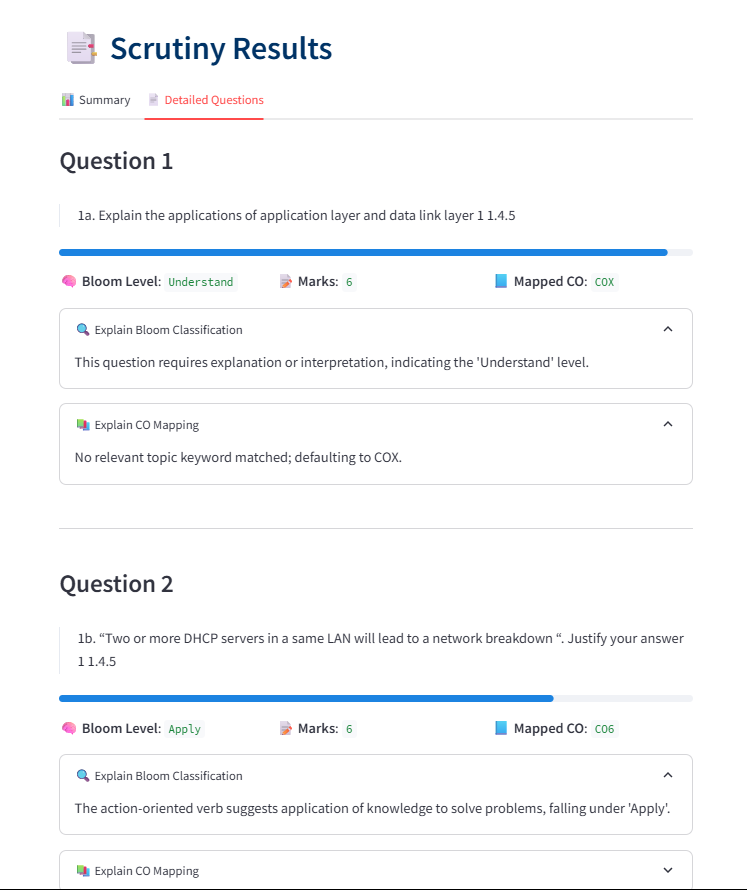 Scrutiny Results
Summary
Detailed Questions
Question 1
1a. Explain the applications of application layer and data link layer 1 1.4.5
Bloom Level: Understand
Marks: 6
Mapped CO: COX
Explain Bloom Classification
This question requires explanation or interpretation, indicating the 'Understand' level.
Explain CO Mapping
No relevant topic keyword matched; defaulting to COX.
Question 2
1b. “Two or more DHCP servers in a same LAN will lead to a network breakdown “. Justify your answer
1 1.4.5
Bloom Level: Apply
Marks: 6
Mapped CO: CO6
Explain Bloom Classification
The action-oriented verb suggests application of knowledge to solve problems, falling under 'Apply'.
Explain CO Mapping